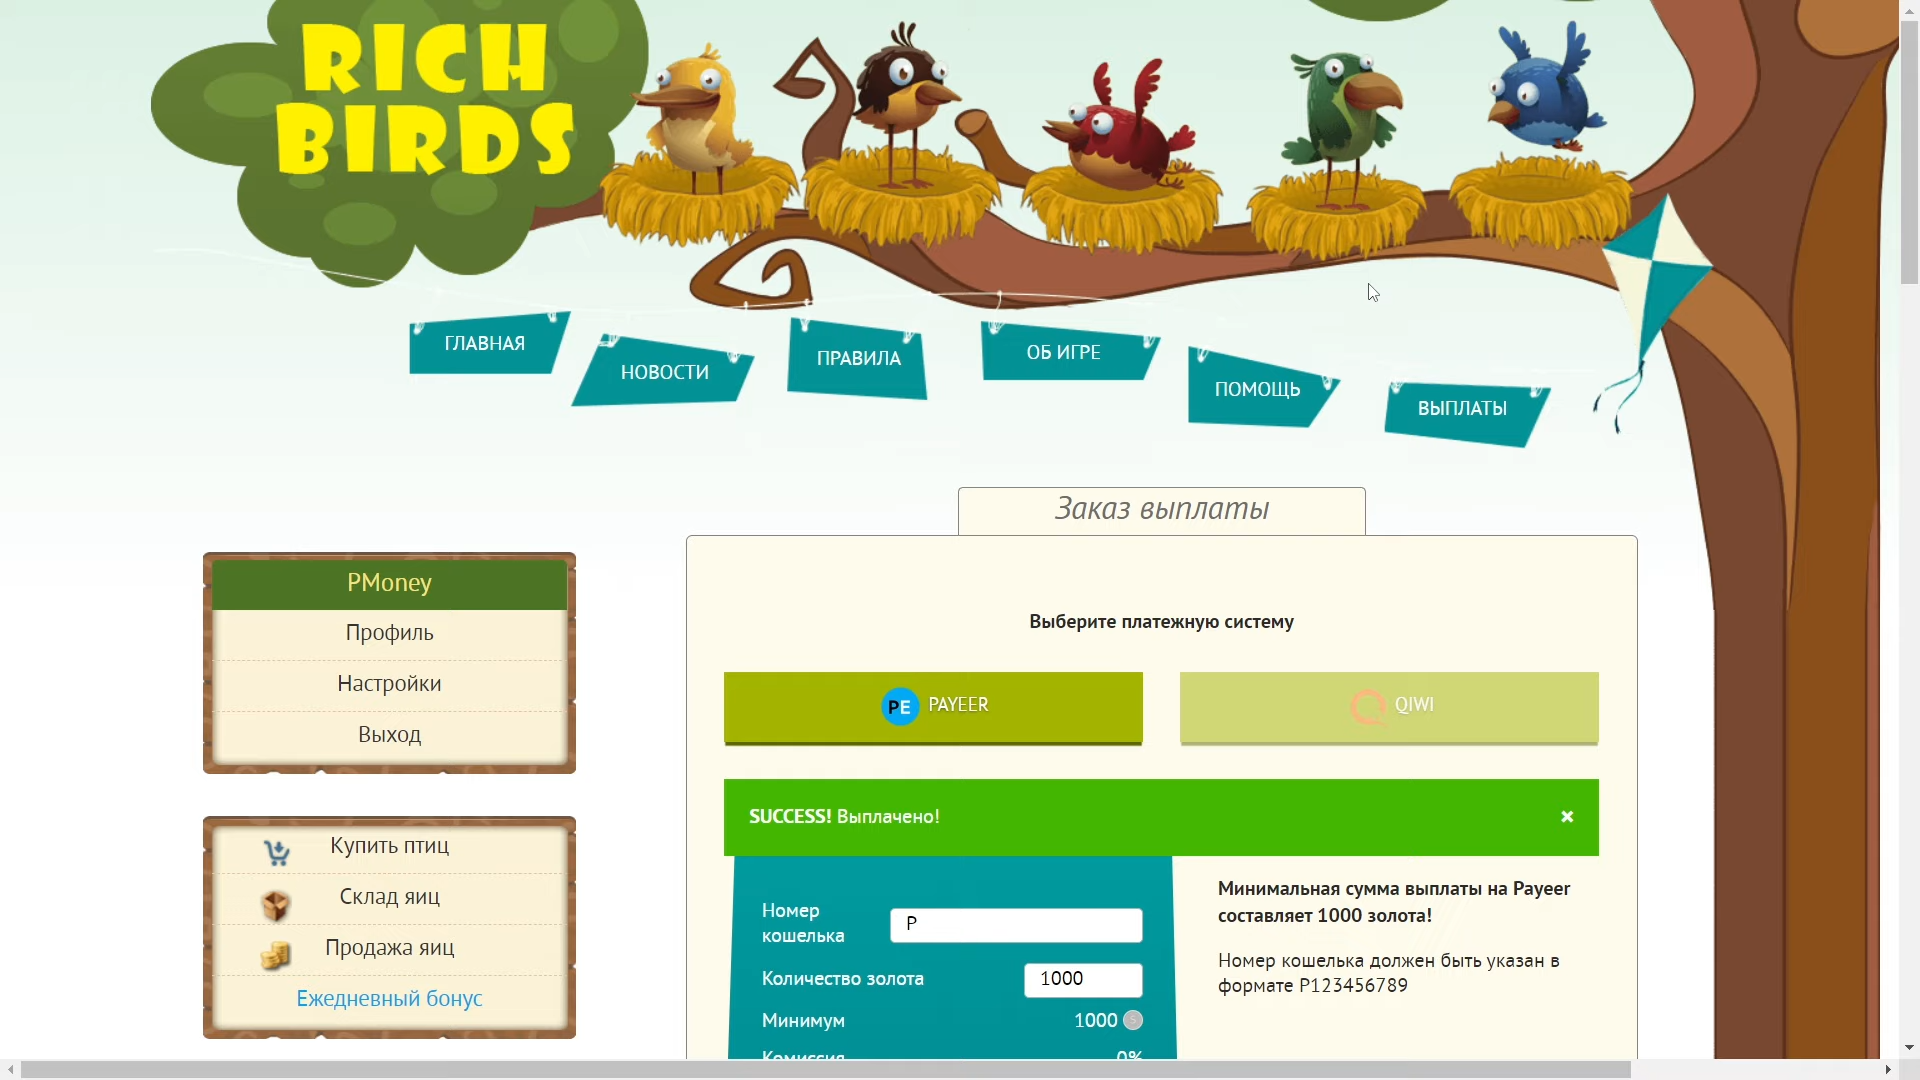 RICH
BIRDS
ГЛАВНАЯ
НОВОСТИ
ПРАВИЛА
ОБ ИГРЕ
ПОМОЩЬ
ВЫПЛАТЫ
Заказ выплаты
PMoney
Профиль
Настройки
Выход
Купить птиц
Склад яиц
Продажа яиц
Ежедневный бонус
Выберите платежную систему
PE PAYEER
QIWI
SUCCESS! Выплачено!
Номер
кошелька
P
Количество золота
1000
Минимум
1000
Комиссия
0%
Минимальная сумма выплаты на Payeer
составляет 1000 золота!
Номер кошелька должен быть указан в
формате P123456789